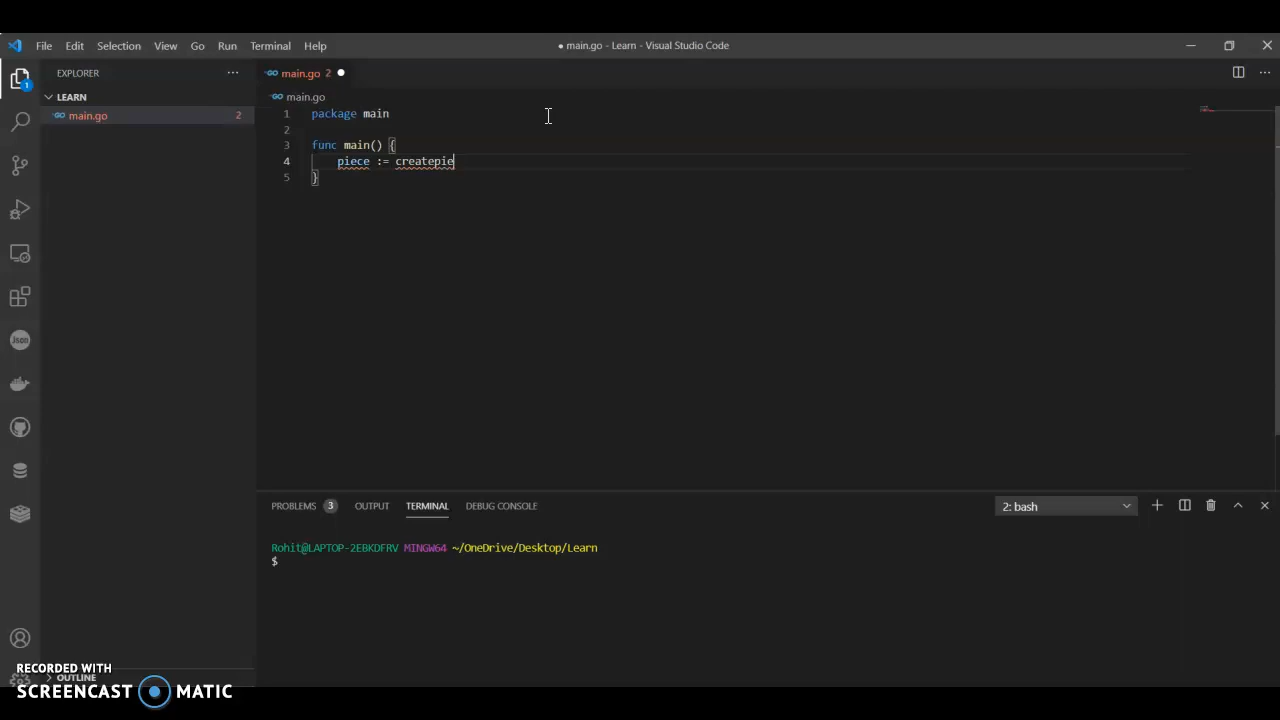 File Edit Selection View Go Run Terminal Help
● main.go - Learn - Visual Studio Code
EXPLORER ···
main.go 2 ●
LEARN
main.go
main.go 2
1 package main
2
3 func main() {
4 piece := createpie
5 }
1
Json
PROBLEMS 3 OUTPUT TERMINAL DEBUG CONSOLE
2: bash
Rohit@LAPTOP-2EBKDFRV MINGW64 ~/OneDrive/Desktop/Learn
$
OUTLINE
RECORDED WITH
SCREENCAST MATIC